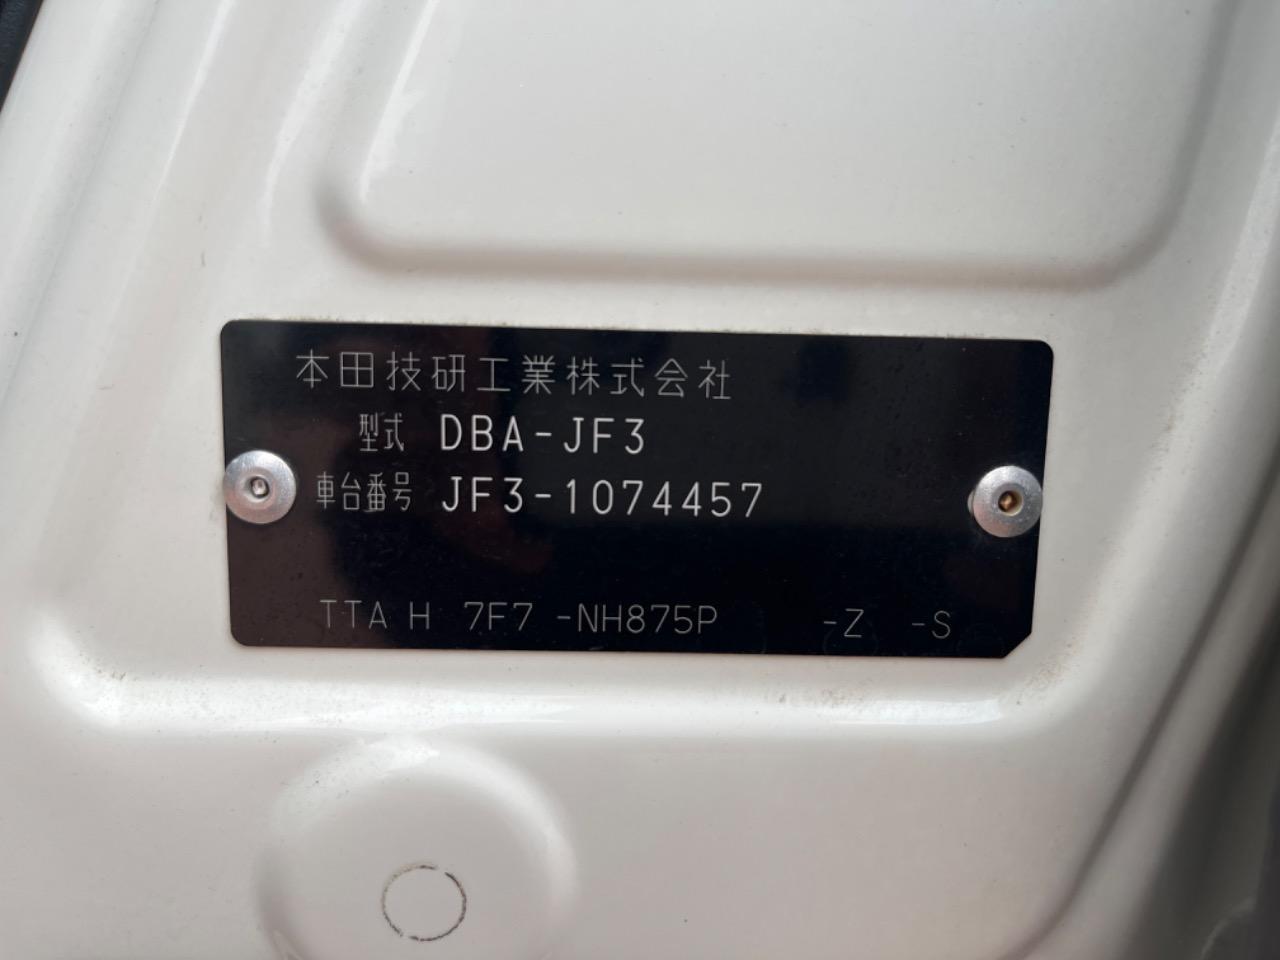 本田技研工業株式会社
型式 DBA-JF3
車台番号 JF3-1074457
TTA H 7F7 -NH875P -Z -S